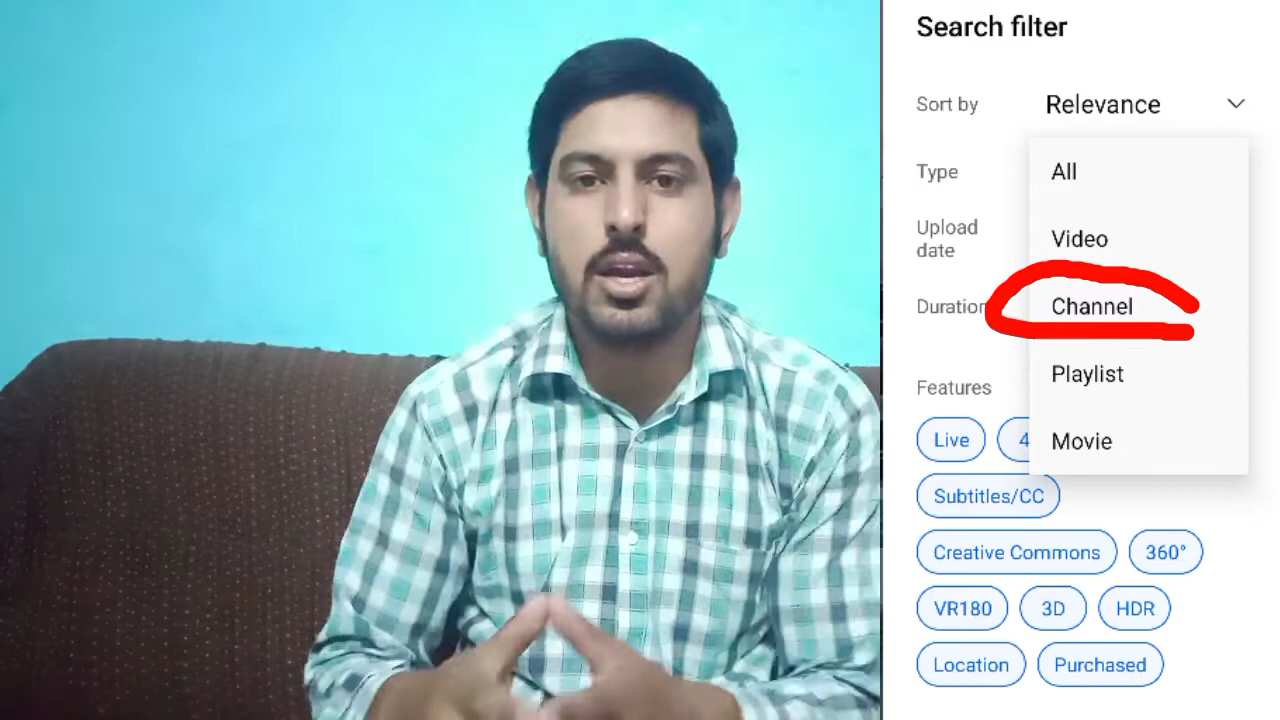 Search filter
Sort by Relevance
Type
All
Upload date
Video
Duration
Channel
Playlist
Features
Live 4
Movie
Subtitles/CC
Creative Commons 360°
VR180 3D HDR
Location Purchased